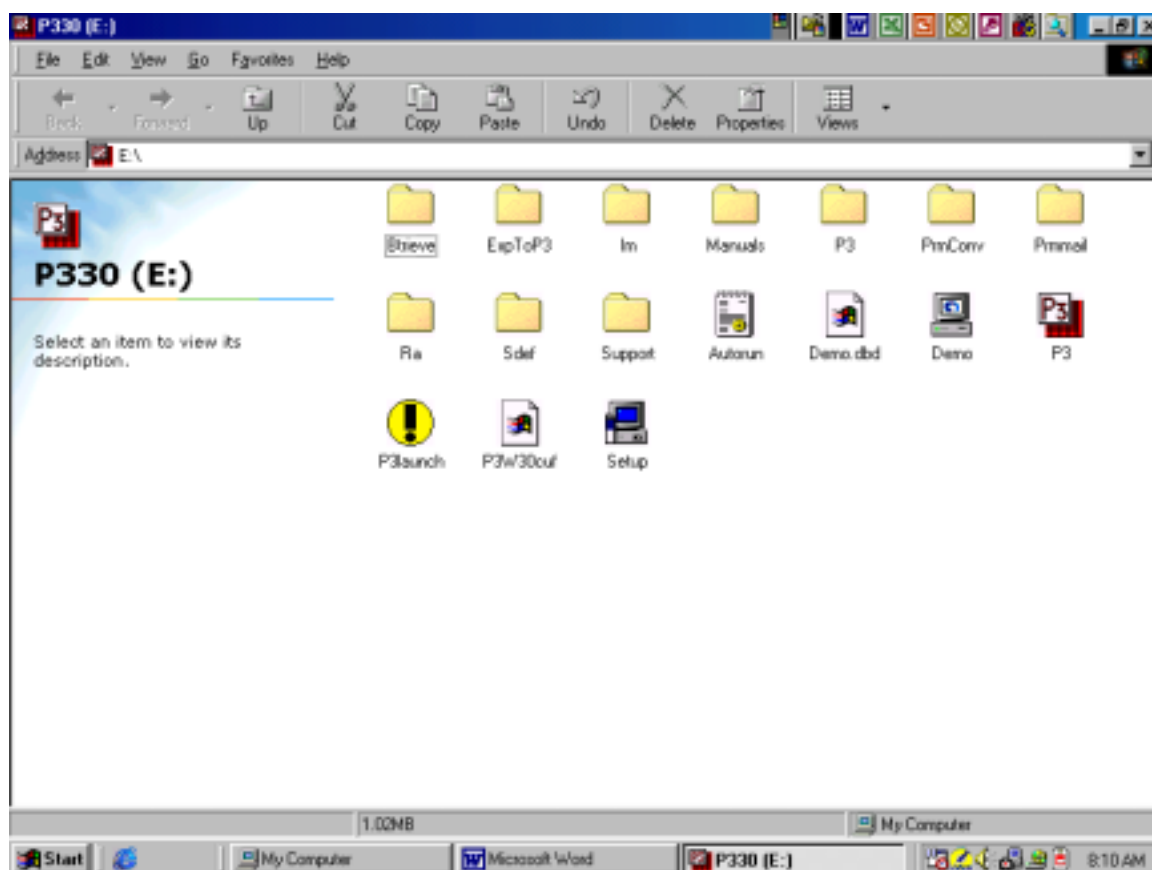 P330 (E:)
File Edit View Go Favorites Help
Back Forward Up Cut Copy Paste Undo Delete Properties Views
Address E:\
P3
P330 (E:)
Select an item to view its
description.
Btrieve ExpToP3 Im Manuals P3 PrmConv Prmmail
Ra Sdef Support Autorun Demo.dbd Demo P3
P3launch P3W30cuf Setup
1.02MB My Computer
Start My Computer Microsoft Word P330 (E:) 8:10 AM